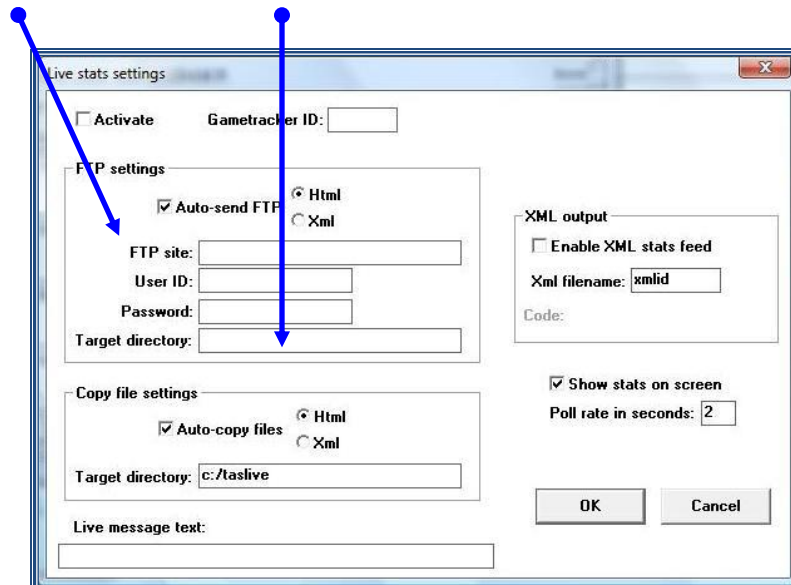 Live stats settings
Activate Gametracker ID:
FTP settings
Auto-send FTP
Html
Xml
FTP site:
User ID:
Password:
Target directory:
Copy file settings
Auto-copy files
Html
Xml
Target directory: c:/taslive
Live message text:
XML output
Enable XML stats feed
Xml filename: xmlid
Code:
Show stats on screen
Poll rate in seconds: 2
OK Cancel